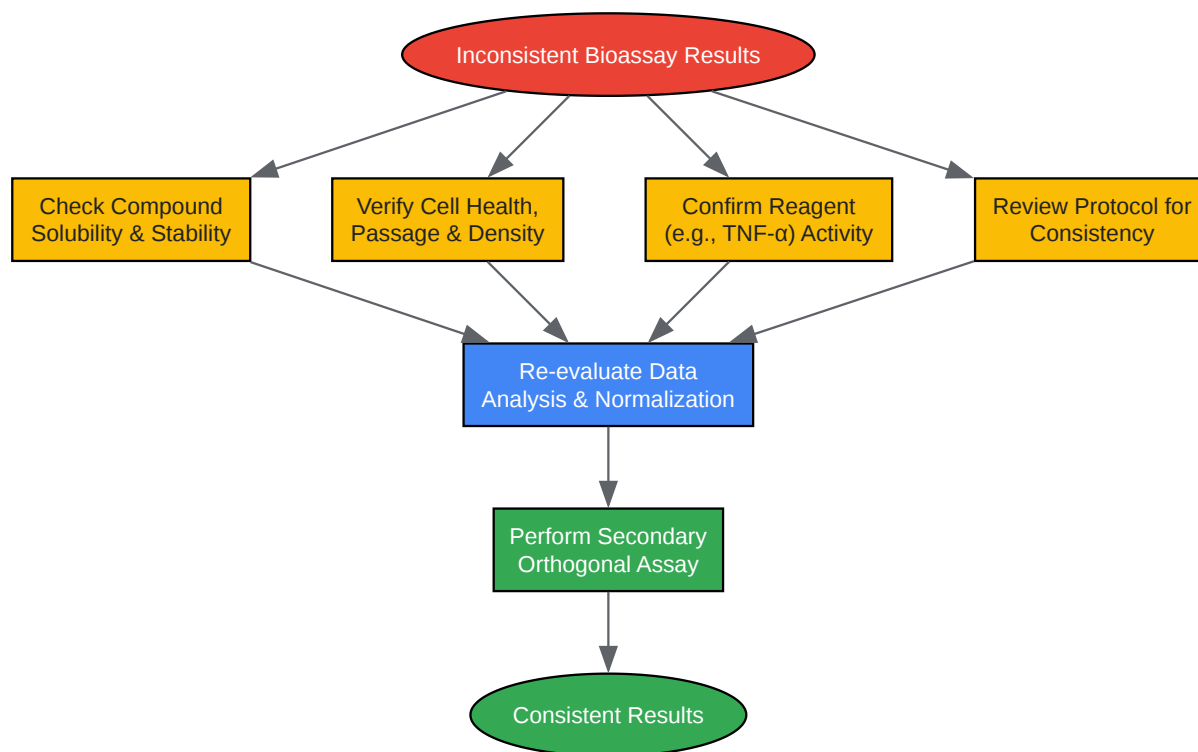 Inconsistent Bioassay Results
Check Compound
Solubility & Stability
Verify Cell Health,
Passage & Density
Confirm Reagent
(e.g., TNF-α) Activity
Review Protocol for
Consistency
Re-evaluate Data
Analysis & Normalization
Perform Secondary
Orthogonal Assay
Consistent Results